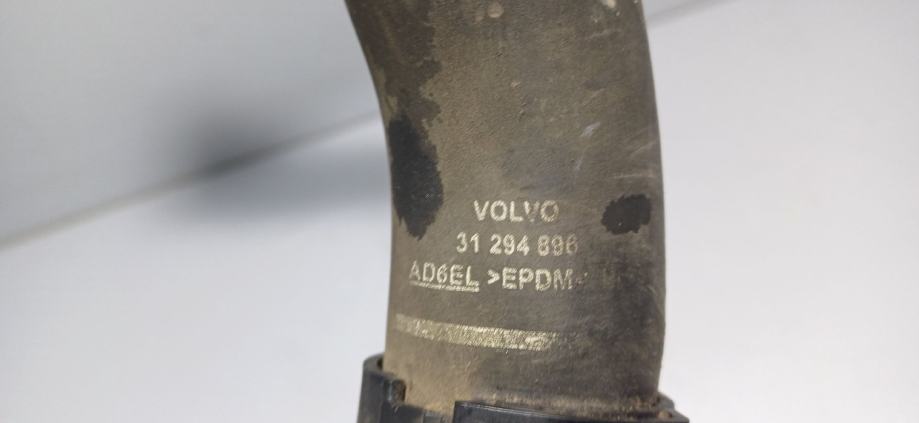 VOLVO
31 294 896
AD6EL >EPDM<